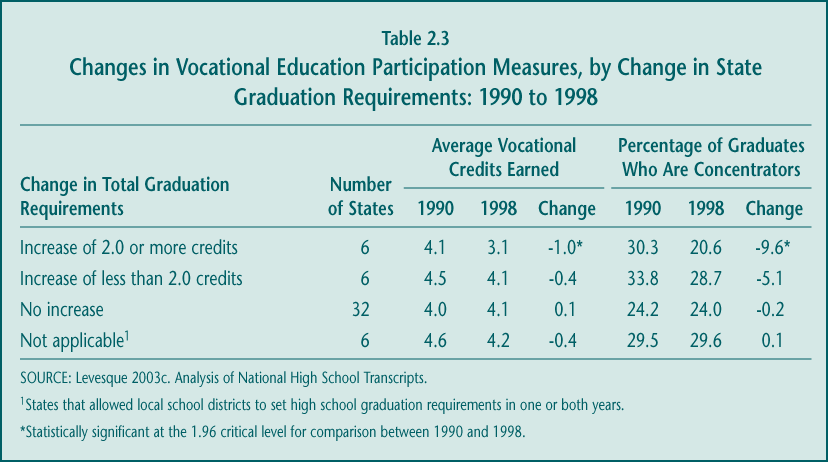 Table 2.3
Changes in Vocational Education Participation Measures, by Change in State
Graduation Requirements: 1990 to 1998
Average Vocational Percentage of Graduates
Credits Earned Who Are Concentrators
Change in Total Graduation Number
Requirements of States 1990 1998 Change 1990 1998 Change
Increase of 2.0 or more credits 6 4.1 3.1 -1.0* 30.3 20.6 -9.6*
Increase of less than 2.0 credits 6 4.5 4.1 -0.4 33.8 28.7 -5.1
No increase 32 4.0 4.1 0.1 24.2 24.0 -0.2
Not applicable¹ 6 4.6 4.2 -0.4 29.5 29.6 0.1
SOURCE: Levesque 2003c. Analysis of National High School Transcripts.
¹States that allowed local school districts to set high school graduation requirements in one or both years.
*Statistically significant at the 1.96 critical level for comparison between 1990 and 1998.